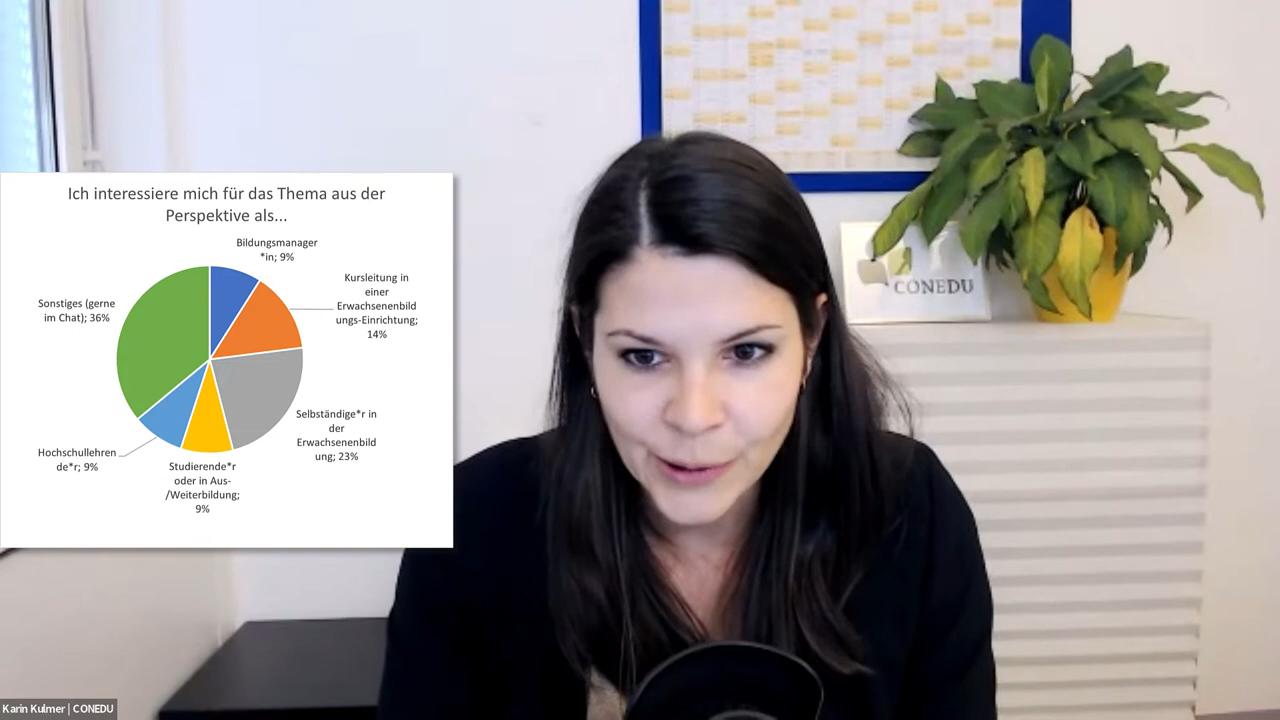 Ich interessiere mich für das Thema aus der
Perspektive als...
Bildungsmanager
*in; 9%
Kursleitung in
einer
Erwachsenenbild
ungs-Einrichtung;
14%
Sonstiges (gerne
im Chat); 36%
Selbständige*r in
der
Erwachsenenbild
ung; 23%
Hochschullehren
de*r; 9%
Studierende*r
oder in Aus-
/Weiterbildung;
9%
CONEDU
Karin Kulmer | CONEDU